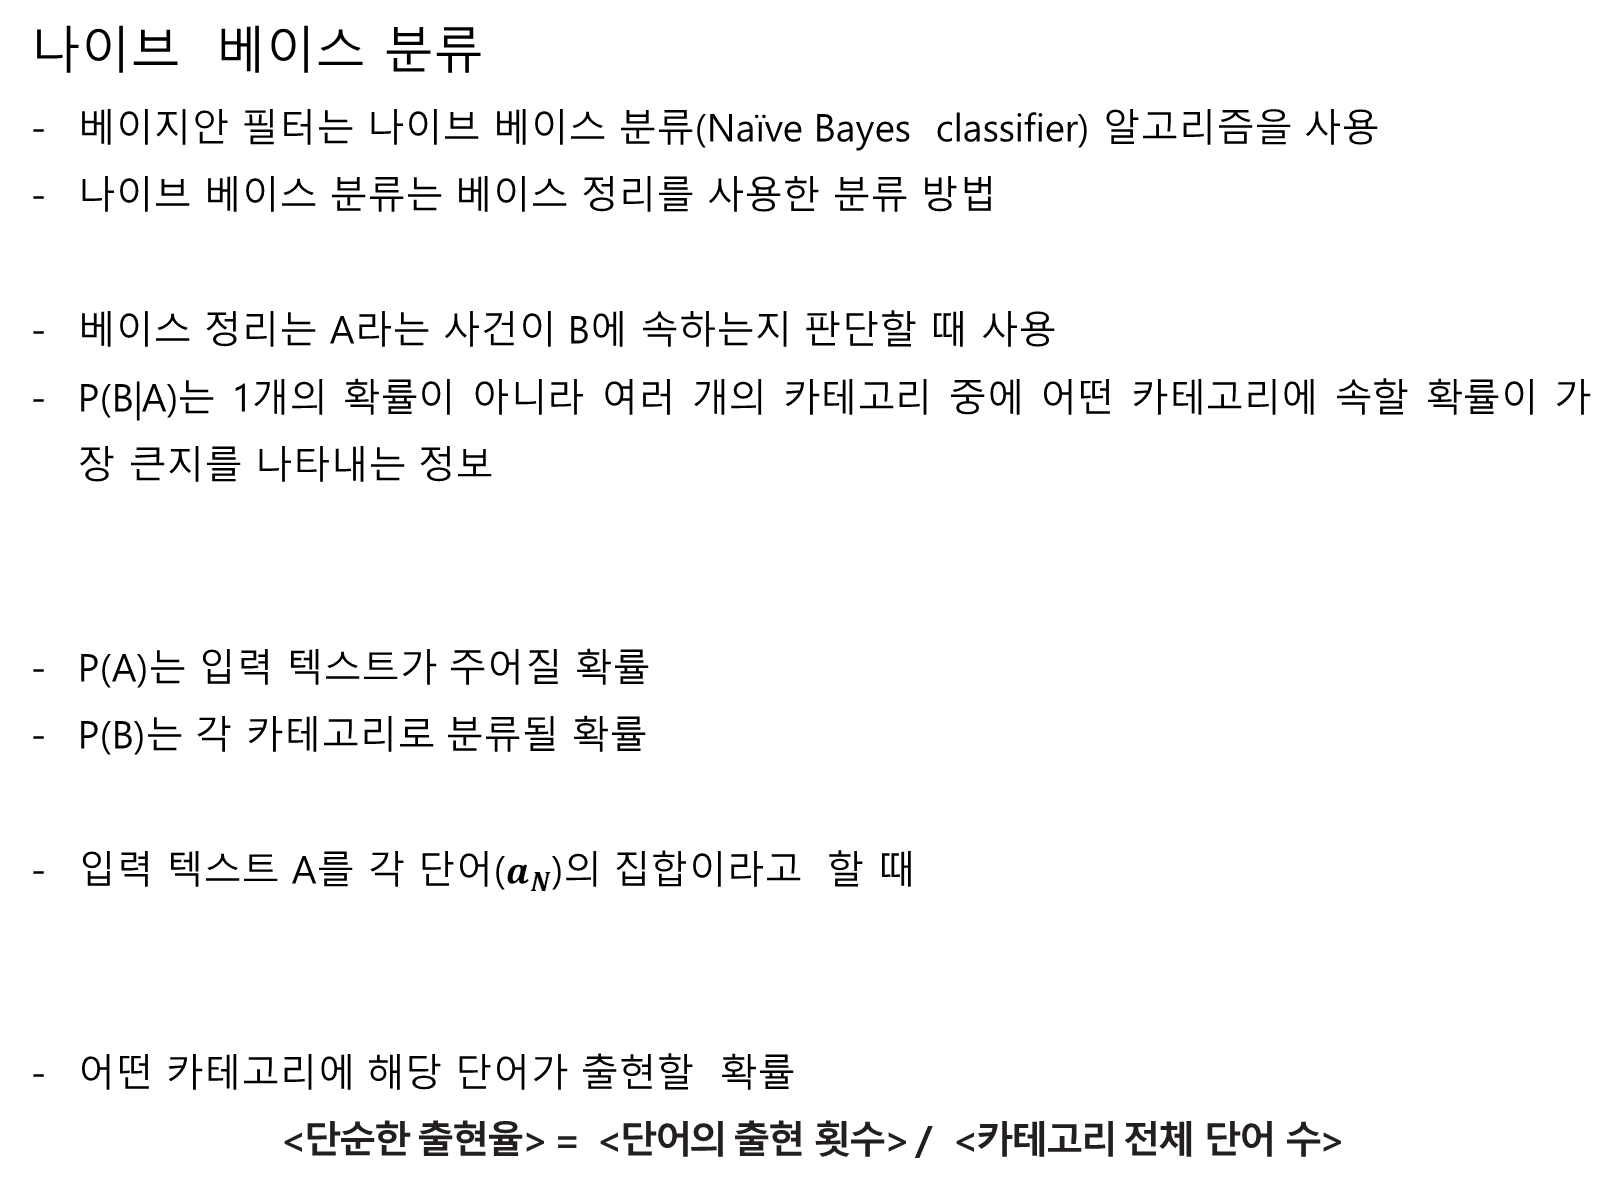 나이브 베이스 분류
- 베이지안 필터는 나이브 베이스 분류(Naïve Bayes classifier) 알고리즘을 사용
- 나이브 베이스 분류는 베이스 정리를 사용한 분류 방법
- 베이스 정리는 A라는 사건이 B에 속하는지 판단할 때 사용
- P(B|A)는 1개의 확률이 아니라 여러 개의 카테고리 중에 어떤 카테고리에 속할 확률이 가
장 큰지를 나타내는 정보
- P(A)는 입력 텍스트가 주어질 확률
- P(B)는 각 카테고리로 분류될 확률
- 입력 텍스트 A를 각 단어(a_N)의 집합이라고 할 때
- 어떤 카테고리에 해당 단어가 출현할 확률
<단순한 출현율> = <단어의 출현 횟수> / <카테고리 전체 단어 수>